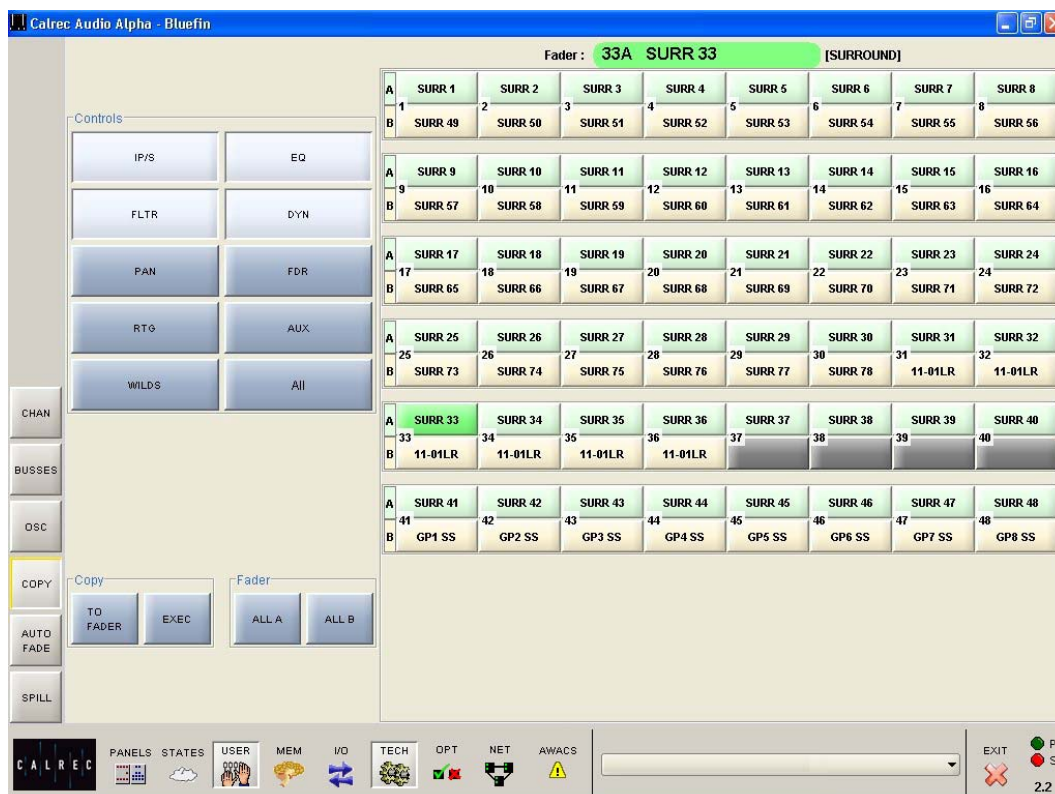 Calrec Audio Alpha - Bluefin
Fader : 33A SURR 33 [SURROUND]
Controls
IP/S EQ
FLTR DYN
PAN FDR
RTG AUX
WILDS All
A SURR 1 SURR 2 SURR 3 SURR 4 SURR 5 SURR 6 SURR 7 SURR 8
1 2 3 4 5 6 7 8
B SURR 49 SURR 50 SURR 51 SURR 52 SURR 53 SURR 54 SURR 55 SURR 56
A SURR 9 SURR 10 SURR 11 SURR 12 SURR 13 SURR 14 SURR 15 SURR 16
9 10 11 12 13 14 15 16
B SURR 57 SURR 58 SURR 59 SURR 60 SURR 61 SURR 62 SURR 63 SURR 64
A SURR 17 SURR 18 SURR 19 SURR 20 SURR 21 SURR 22 SURR 23 SURR 24
17 18 19 20 21 22 23 24
B SURR 65 SURR 66 SURR 67 SURR 68 SURR 69 SURR 70 SURR 71 SURR 72
A SURR 25 SURR 26 SURR 27 SURR 28 SURR 29 SURR 30 SURR 31 SURR 32
25 26 27 28 29 30 31 32
B SURR 73 SURR 74 SURR 75 SURR 76 SURR 77 SURR 78 11-01LR 11-01LR
A SURR 33 SURR 34 SURR 35 SURR 36 SURR 37 SURR 38 SURR 39 SURR 40
33 34 35 36 37 38 39 40
B 11-01LR 11-01LR 11-01LR 11-01LR
A SURR 41 SURR 42 SURR 43 SURR 44 SURR 45 SURR 46 SURR 47 SURR 48
41 42 43 44 45 46 47 48
B GP1 SS GP2 SS GP3 SS GP4 SS GP5 SS GP6 SS GP7 SS GP8 SS
CHAN
BUSSES
OSC
COPY
AUTO
FADE
SPILL
Copy
TO
FADER
EXEC
Fader
ALL A ALL B
CALREC
PANELS STATES USER MEM I/O TECH OPT NET AWACS
EXIT
P
S
2.2